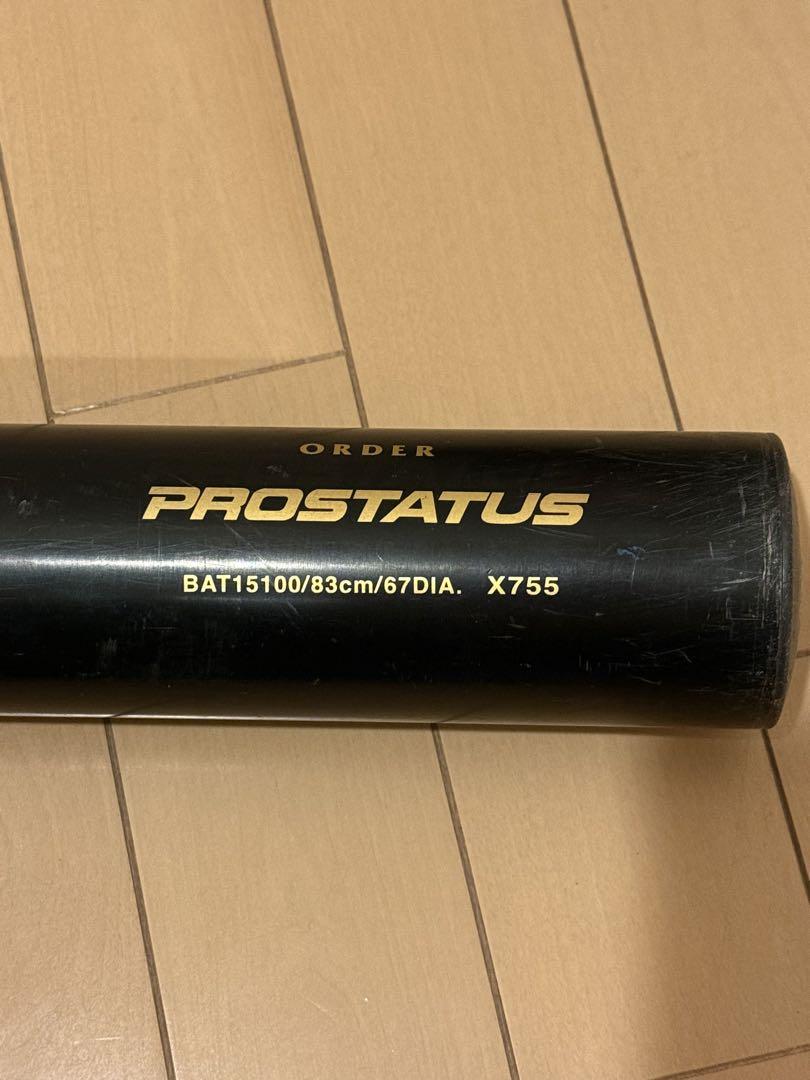 ORDER
PROSTATUS
BAT15100/83cm/67DIA. X755